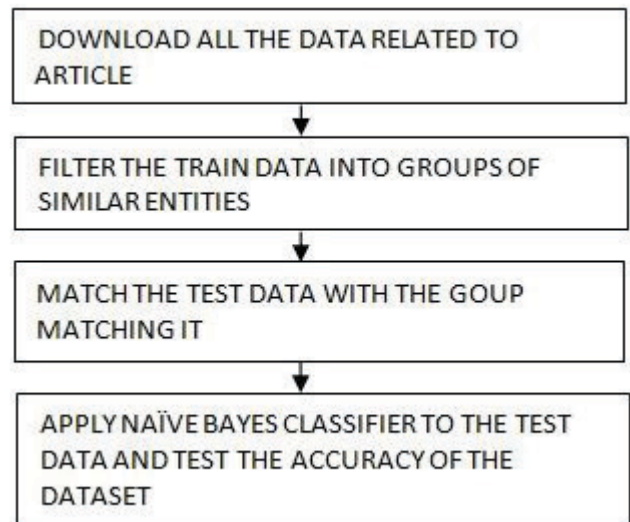 DOWNLOAD ALL THE DATA RELATED TO
ARTICLE
FILTER THE TRAIN DATA INTO GROUPS OF
SIMILAR ENTITIES
MATCH THE TEST DATA WITH THE GOUP
MATCHING IT
APPLY NAÏVE BAYES CLASSIFIER TO THE TEST
DATA AND TEST THE ACCURACY OF THE
DATASET